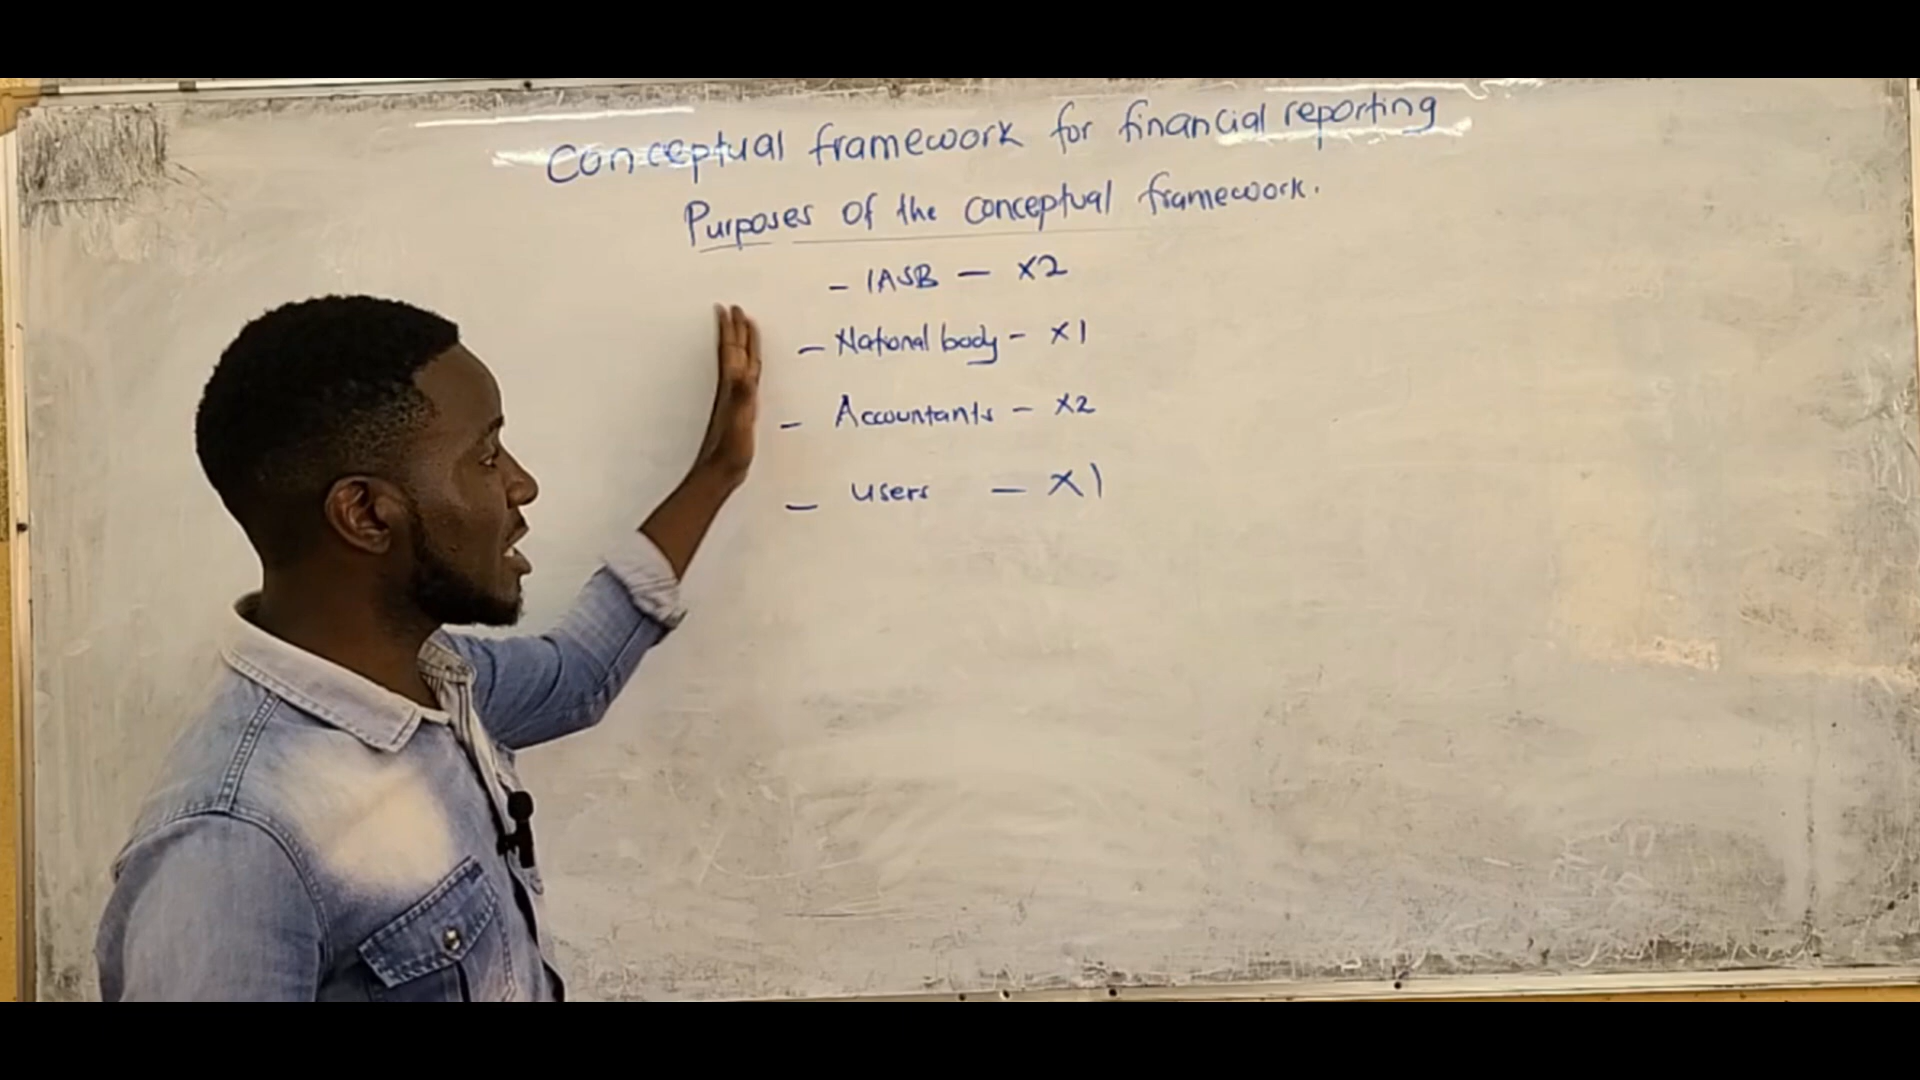 Conceptual framework for financial reporting
Purposes of the conceptual framework.
- IASB - x2
- National body - x1
- Accountants - x2
- users - x1